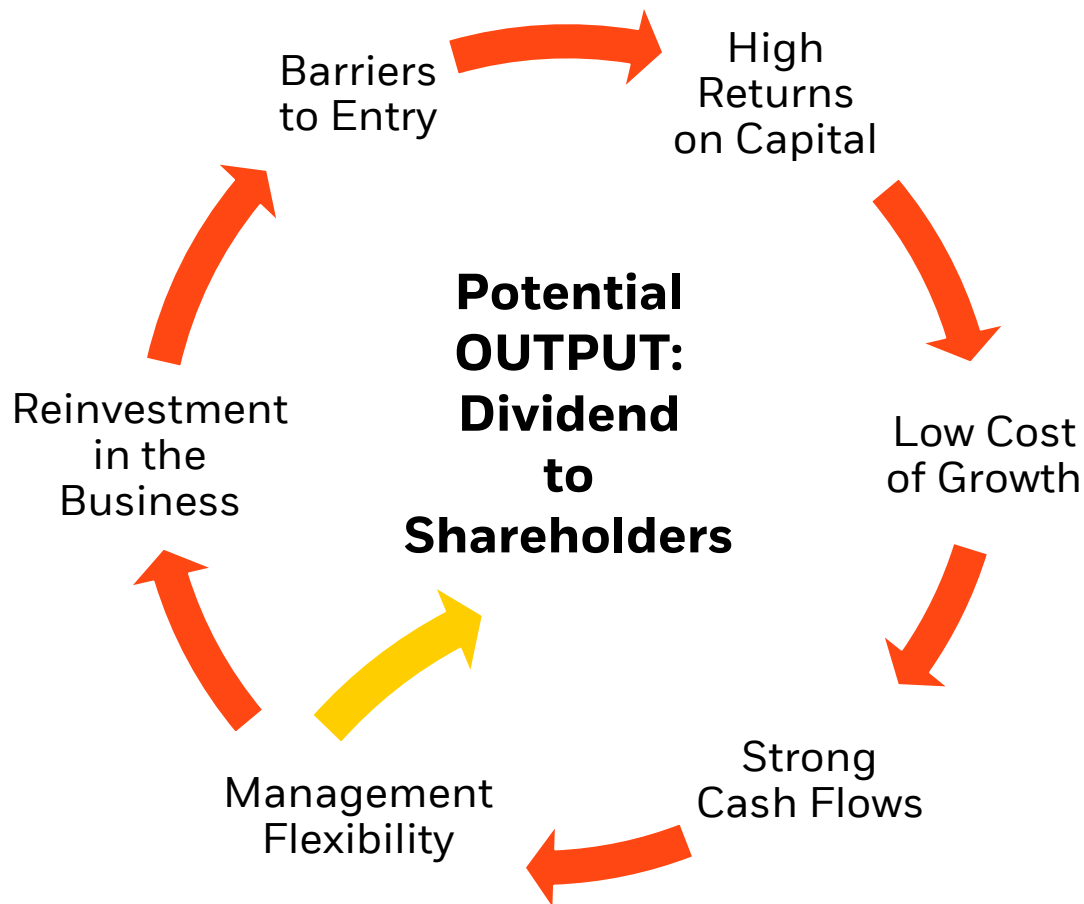 Barriers
to Entry
High
Returns
on Capital
Low Cost
of Growth
Strong
Cash Flows
Management
Flexibility
Reinvestment
in the
Business
Potential
OUTPUT:
Dividend
to
Shareholders